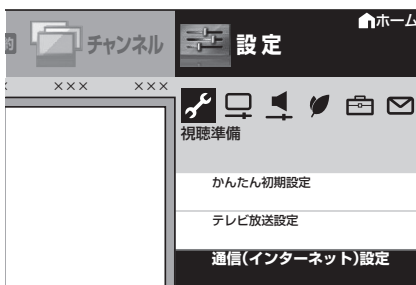 ホーム
チャンネル
設定
××× ×××
視聴準備
かんたん初期設定
テレビ放送設定
通信(インターネット)設定